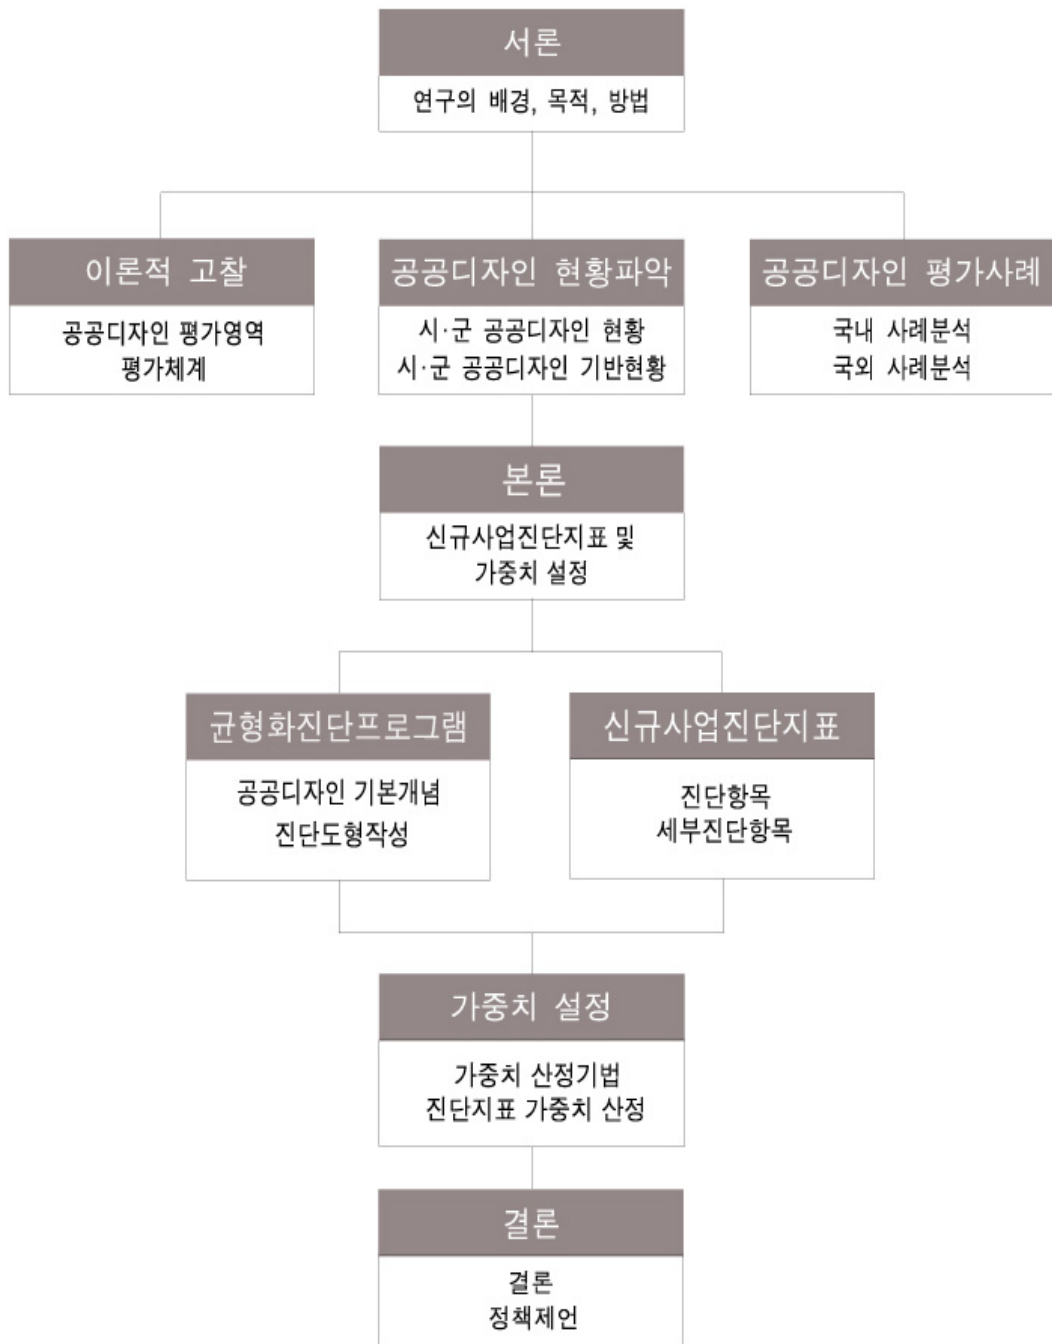 서론
연구의 배경, 목적, 방법
이론적 고찰
공공디자인 평가영역
평가체계
공공디자인 현황파악
시·군 공공디자인 현황
시·군 공공디자인 기반현황
공공디자인 평가사례
국내 사례분석
국외 사례분석
본론
신규사업진단지표 및
가중치 설정
균형화진단프로그램
공공디자인 기본개념
진단도형작성
신규사업진단지표
진단항목
세부진단항목
가중치 설정
가중치 산정기법
진단지표 가중치 산정
결론
결론
정책제언